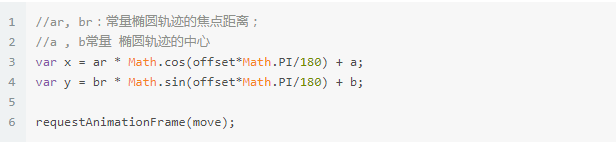 1 //ar, br：常量椭圆轨迹的焦点距离；
2 //a , b常量 椭圆轨迹的中心
3 var x = ar * Math.cos(offset*Math.PI/180) + a;
4 var y = br * Math.sin(offset*Math.PI/180) + b;
5
6 requestAnimationFrame(move);